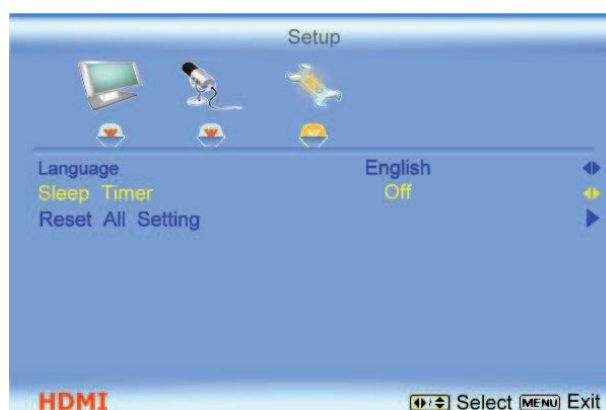 Setup
Language English
Sleep Timer Off
Reset All Setting
HDMI Select MENU Exit